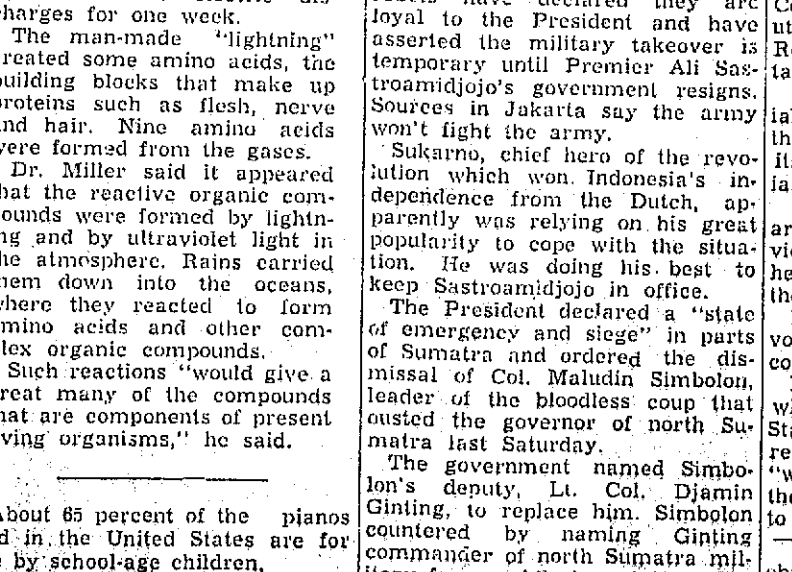 charges for one week.
The man-made "lightning"
created some amino acids, the
building blocks that make up
proteins such as flesh, nerve
and hair. Nine amino acids
were formed from the gases.
Dr. Miller said it appeared
that the reactive organic com-
pounds were formed by lightn-
ing and by ultraviolet light in
the atmosphere. Rains carried
them down into the oceans,
where they reacted to form
amino acids and other com-
plex organic compounds.
Such reactions "would give a
great many of the compounds
that are components of present
living organisms," he said.
About 65 percent of the pianos
in the United States are for
by school-age children.
have declared they are
loyal to the President and have
asserted the military takeover is
temporary until Premier Ali Sas-
troamidjojo's government resigns.
Sources in Jakarta say the army
won't fight the army.
Sukarno, chief hero of the revo-
lution which won Indonesia's in-
dependence from the Dutch, ap-
parently was relying on his great
popularity to cope with the situa-
tion. He was doing his best to
keep Sastroamidjojo in office.
The President declared a "state
of emergency and siege" in parts
of Sumatra and ordered the dis-
missal of Col. Maludin Simbolon,
leader of the bloodless coup that
ousted the governor of north Su-
matra last Saturday.
The government named Simbo-
lon's deputy, Lt. Col. Djamin
Ginting, to replace him. Simbolon
countered by naming Ginting
commander of north Sumatra mil-